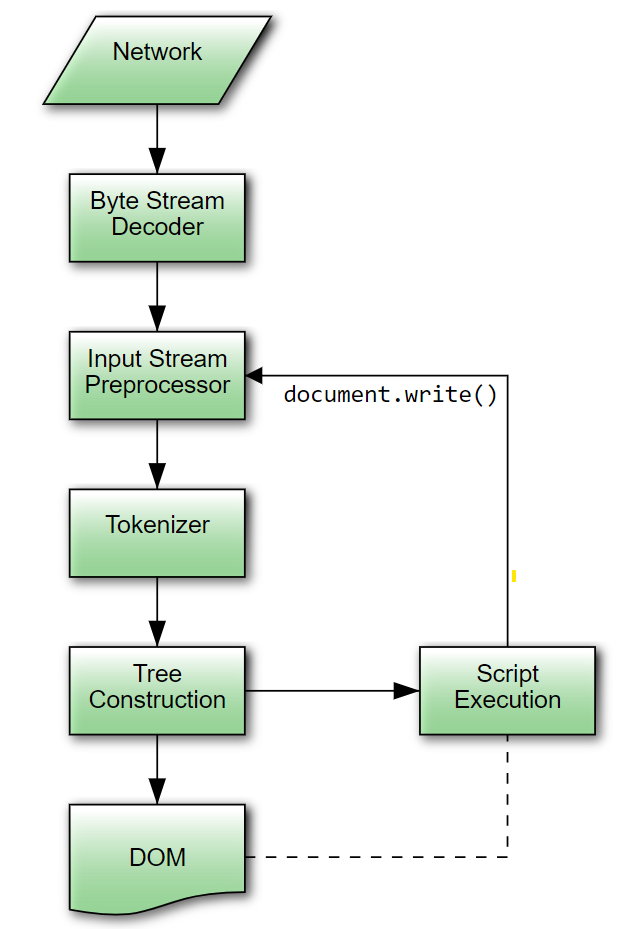 Network
Byte Stream
Decoder
Input Stream
Preprocessor
document.write()
Tokenizer
Tree
Construction
Script
Execution
DOM